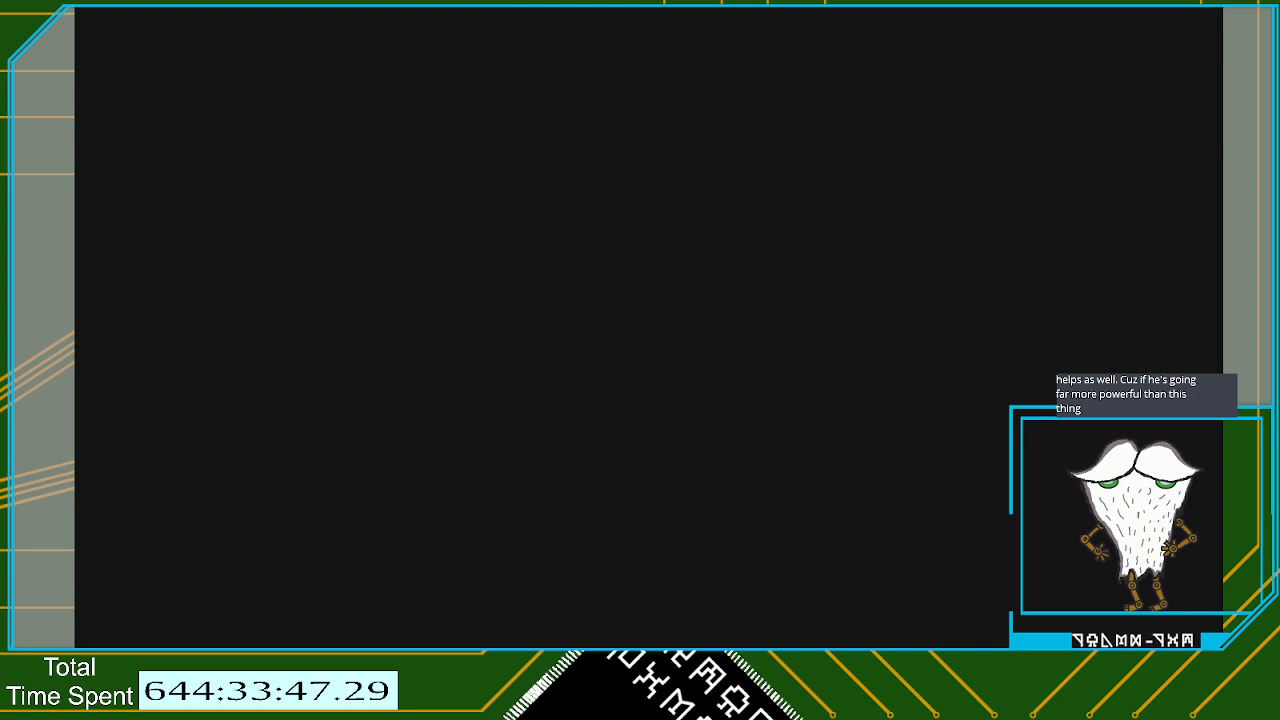 helps as well. Cuz if he's going
far more powerful than this
thing
Total
Time Spent
644:33:47.29